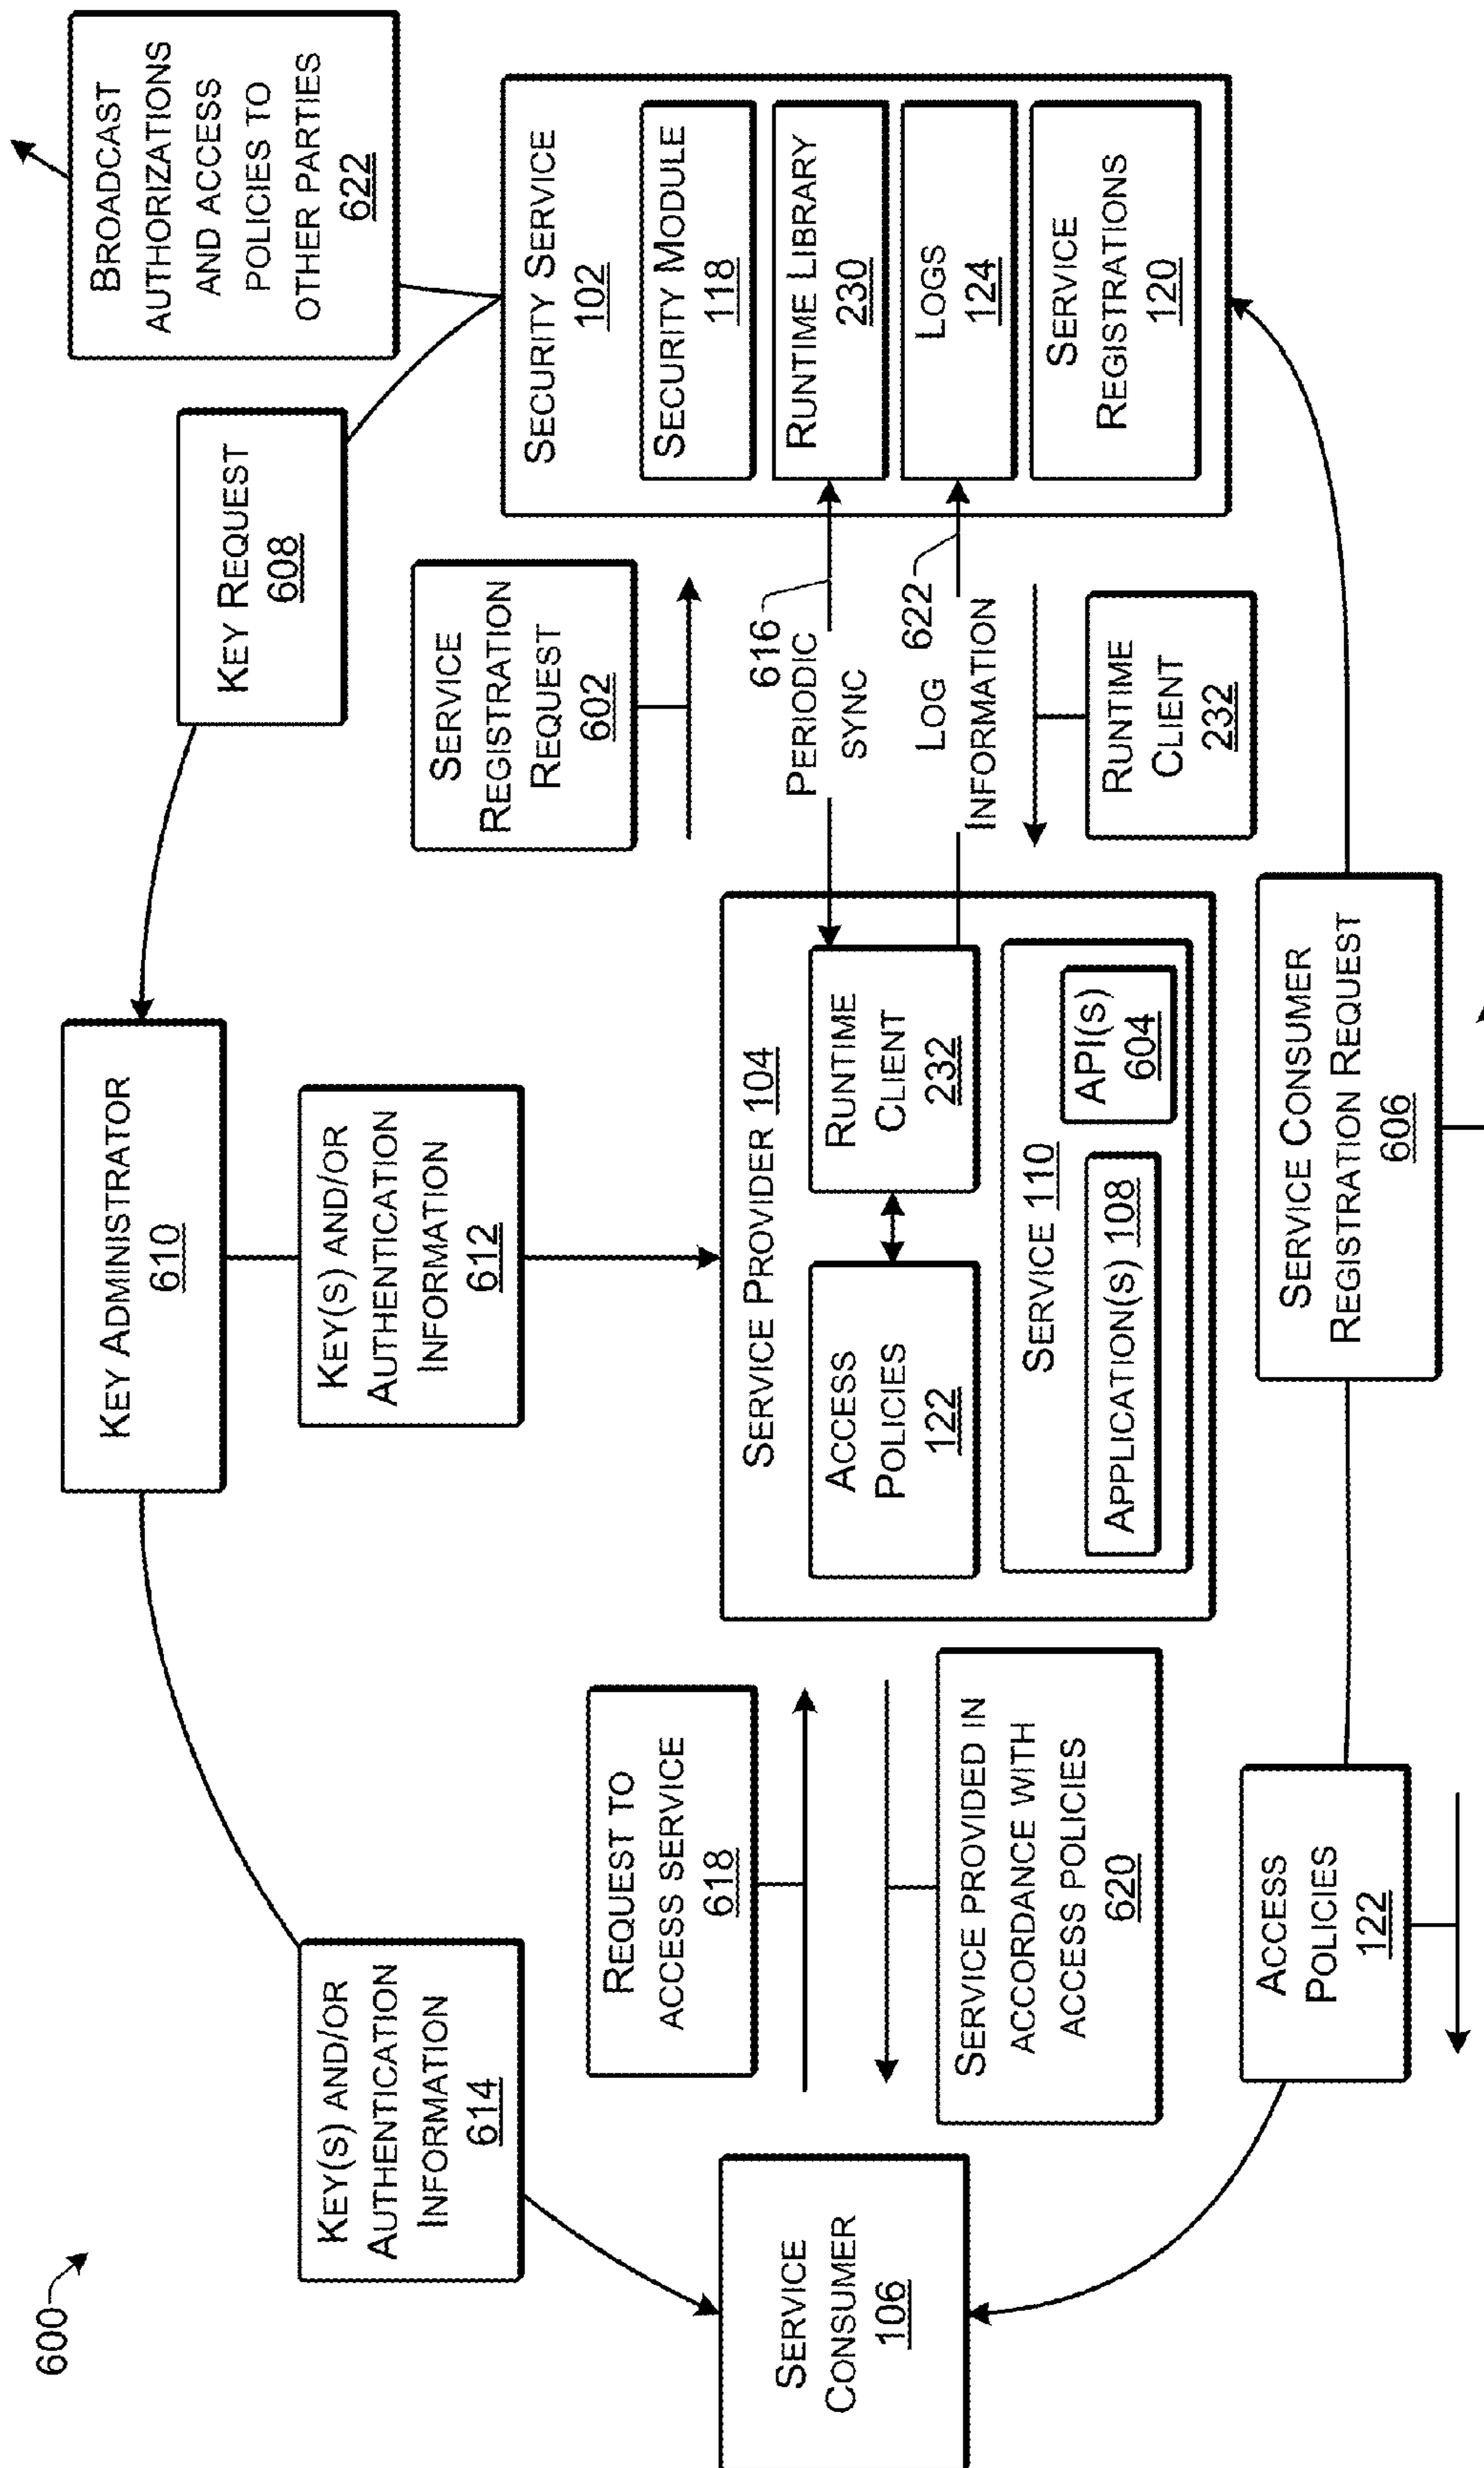 600
SERVICE
CONSUMER
106
KEY(S) AND/OR
AUTHENTICATION
INFORMATION
614
REQUEST TO
ACCESS SERVICE
618
SERVICE PROVIDED IN
ACCORDANCE WITH
ACCESS POLICIES
620
ACCESS
POLICIES
122
KEY ADMINISTRATOR
610
KEY(S) AND/OR
AUTHENTICATION
INFORMATION
612
SERVICE PROVIDER 104
ACCESS
POLICIES
122
RUNTIME
CLIENT
232
SERVICE 110
APPLICATION(S) 108
API(S)
604
SERVICE CONSUMER
REGISTRATION REQUEST
606
KEY REQUEST
608
SERVICE
REGISTRATION
REQUEST
602
616
PERIODIC
SYNC
622
LOG
INFORMATION
RUNTIME
CLIENT
232
BROADCAST
AUTHORIZATIONS
AND ACCESS
POLICIES TO
OTHER PARTIES
622
SECURITY SERVICE
102
SECURITY MODULE
118
RUNTIME LIBRARY
230
LOGS
124
SERVICE
REGISTRATIONS
120